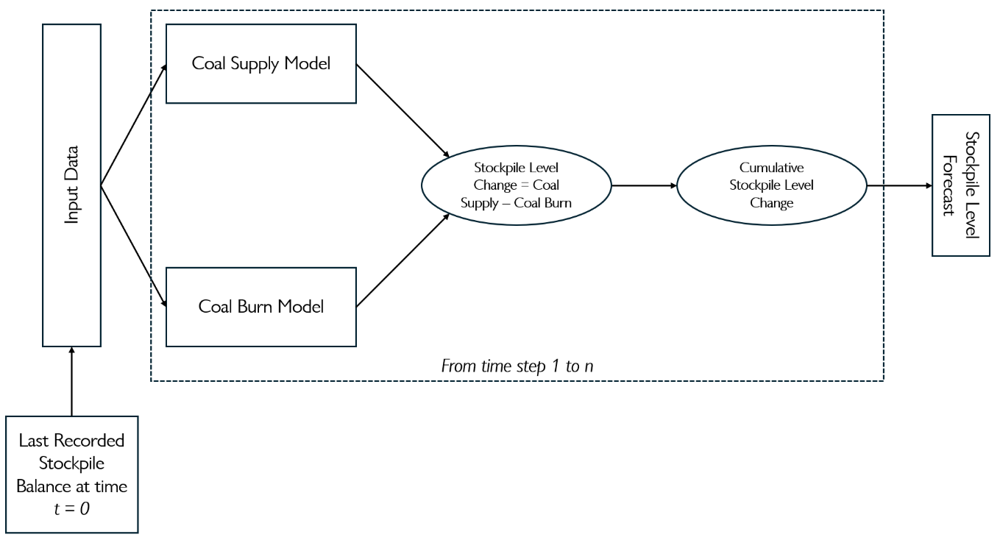 Input Data
Coal Supply Model
Coal Burn Model
Stockpile Level
Change = Coal
Supply – Coal Burn
Cumulative
Stockpile Level
Change
Stockpile Level
Forecast
From time step 1 to n
Last Recorded
Stockpile
Balance at time
t = 0